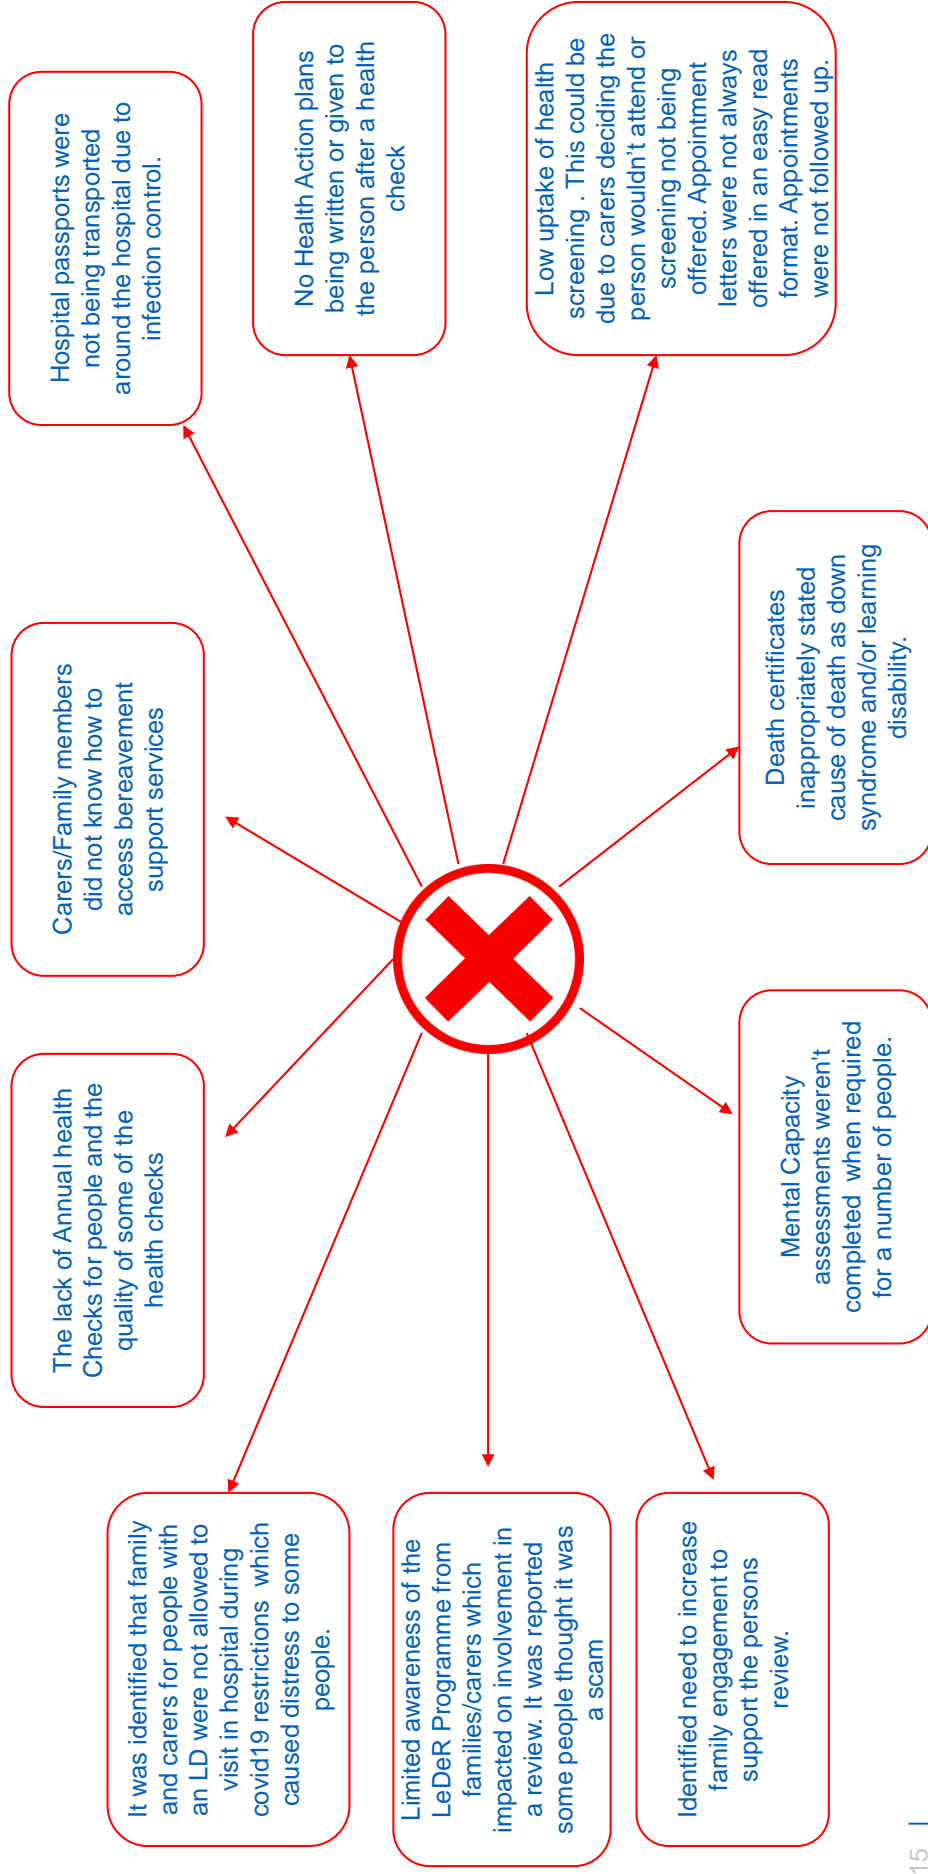 The lack of Annual health
Checks for people and the
quality of some of the
health checks
Carers/Family members
did not know how to
access bereavement
support services
Hospital passports were
not being transported
around the hospital due to
infection control.
It was identified that family
and carers for people with
an LD were not allowed to
visit in hospital during
covid19 restrictions which
caused distress to some
people.
No Health Action plans
being written or given to
the person after a health
check
Limited awareness of the
LeDeR Programme from
families/carers which
impacted on involvement in
a review. It was reported
some people thought it was
a scam
Low uptake of health
screening . This could be
due to carers deciding the
person wouldn't attend or
screening not being
offered. Appointment
letters were not always
offered in an easy read
format. Appointments
were not followed up.
Identified need to increase
family engagement to
support the persons
review.
Mental Capacity
assessments weren't
completed when required
for a number of people.
Death certificates
inappropriately stated
cause of death as down
syndrome and/or learning
disability.
15 |